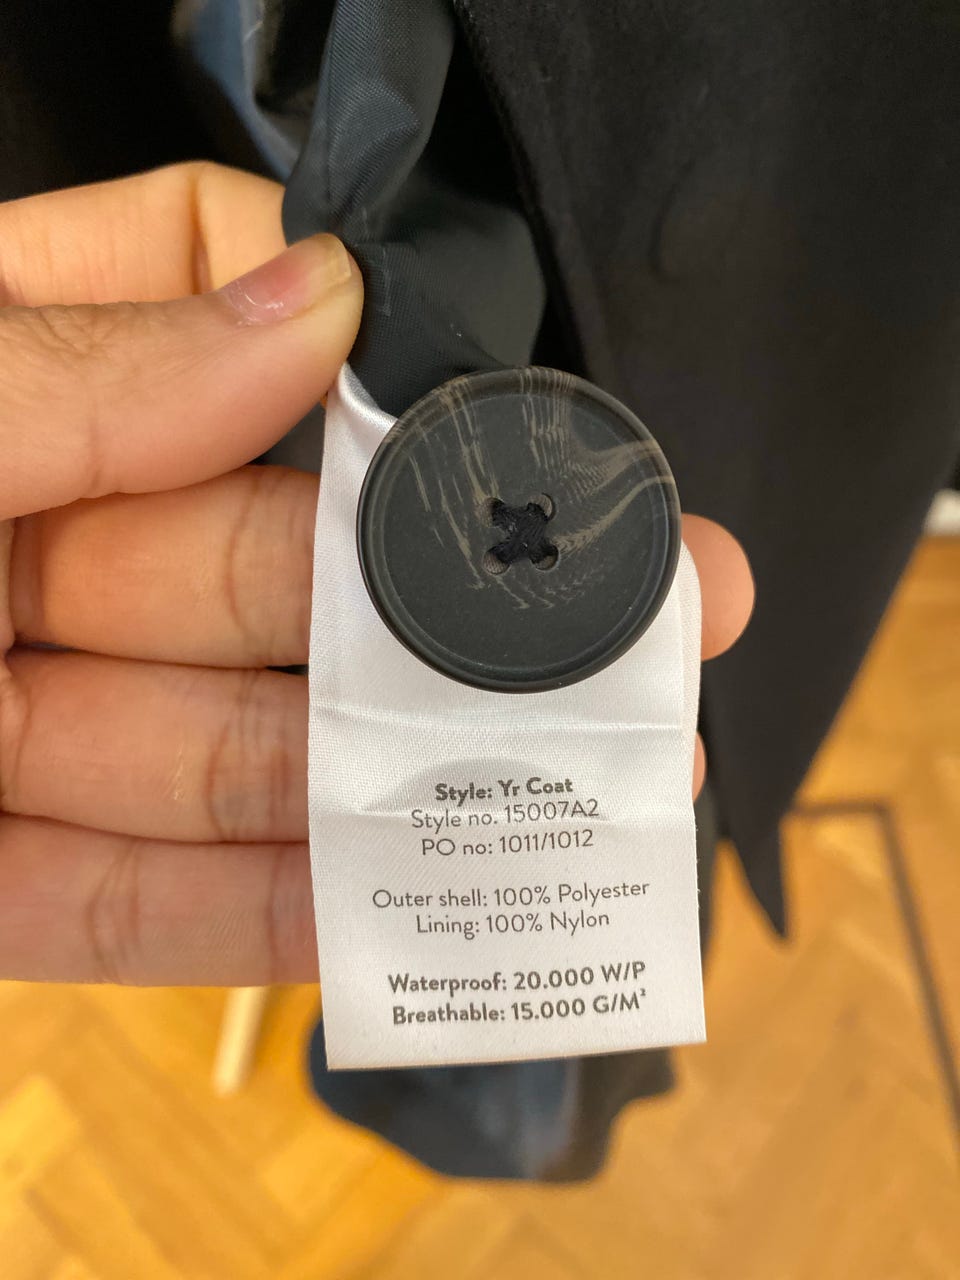 Style: Yr Coat
Style no. 15007A2
PO no: 1011/1012
Outer shell: 100% Polyester
Lining: 100% Nylon
Waterproof: 20.000 W/P
Breathable: 15.000 G/M²